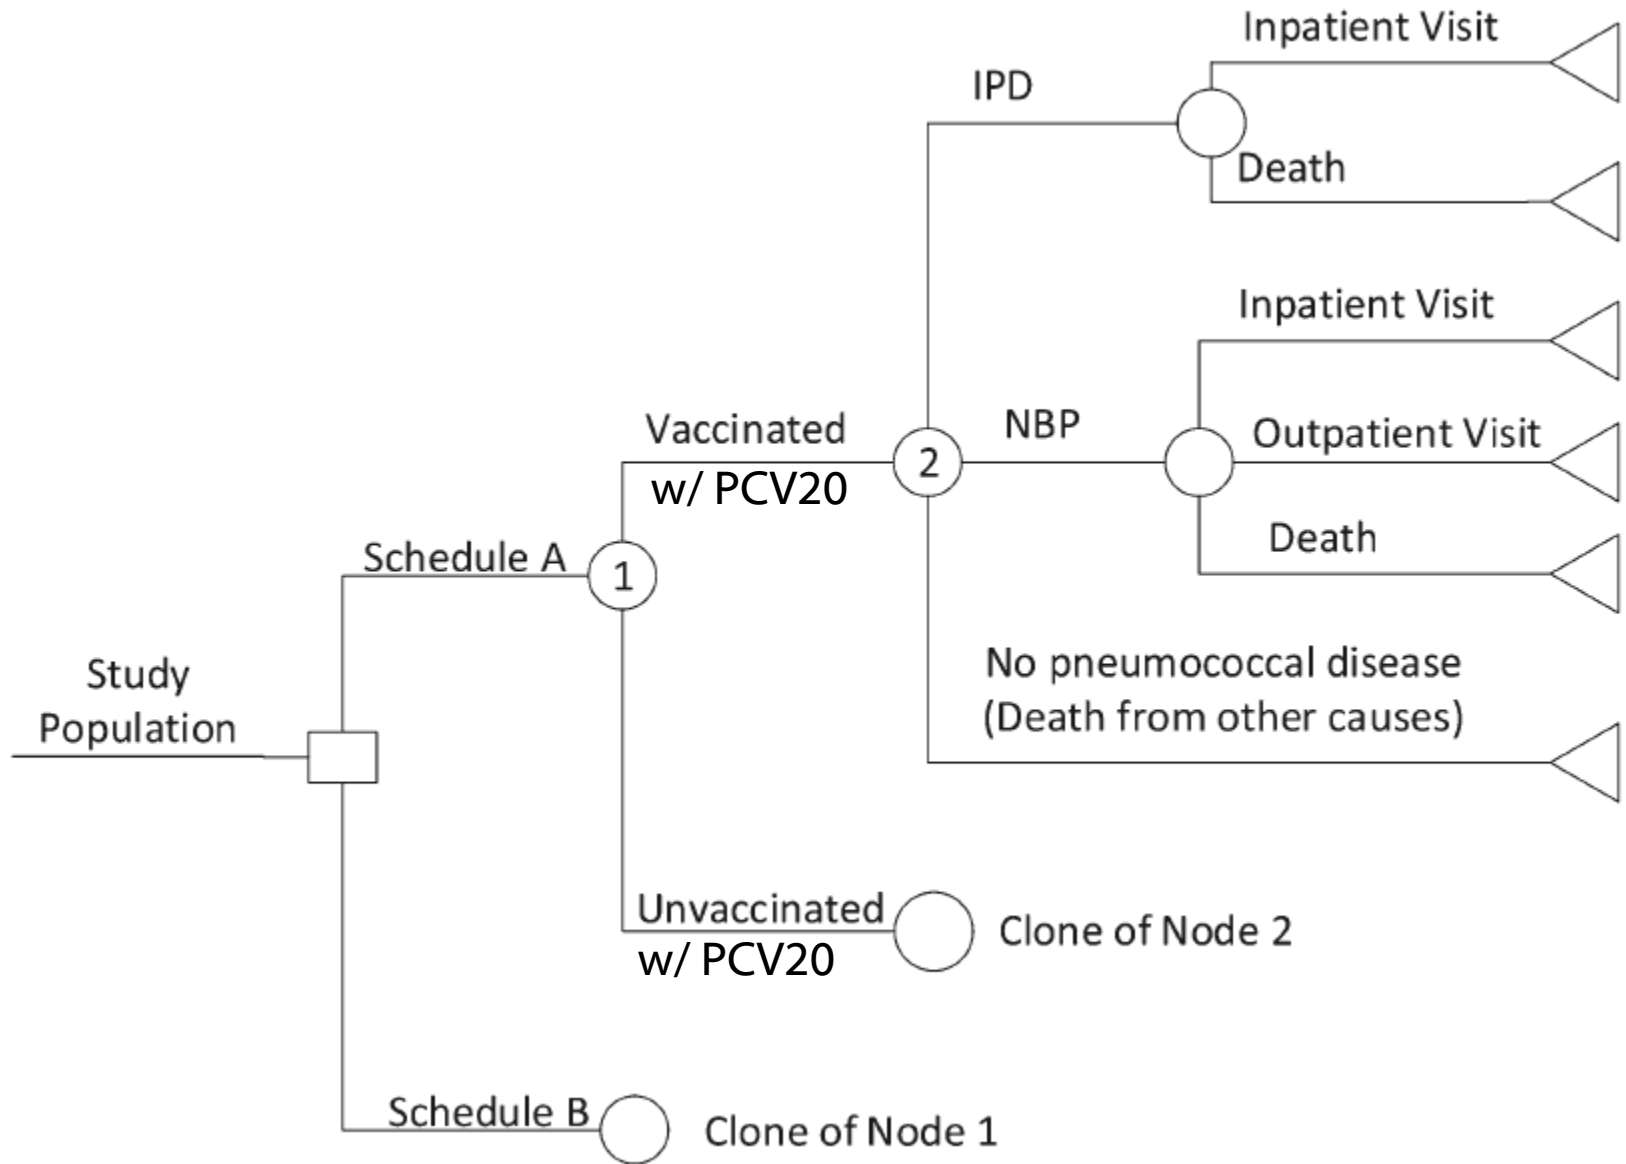 Inpatient Visit
IPD
Death
Inpatient Visit
Vaccinated
w/ PCV20
2
NBP
Outpatient Visit
Death
Schedule A
1
Study
Population
No pneumococcal disease
(Death from other causes)
Unvaccinated
w/ PCV20
Clone of Node 2
Schedule B
Clone of Node 1